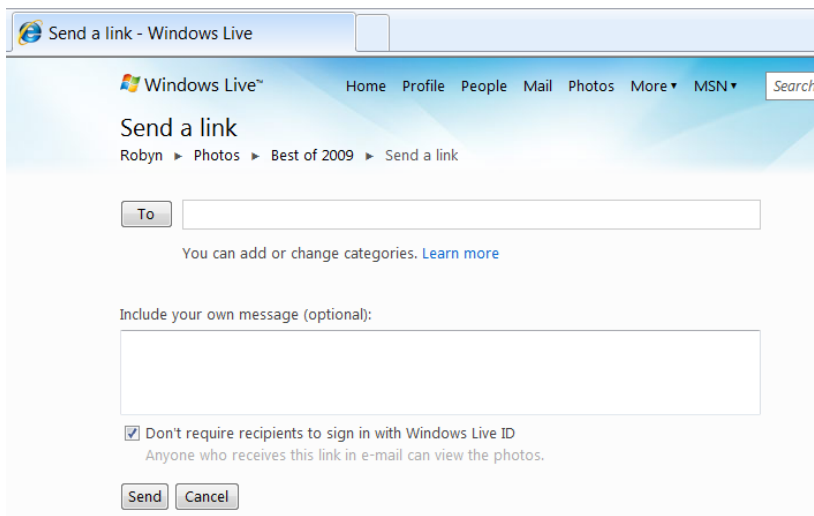 Send a link - Windows Live
Windows Live™ Home Profile People Mail Photos More ▾ MSN ▾ Search
Send a link
Robyn ▸ Photos ▸ Best of 2009 ▸ Send a link
To
You can add or change categories. Learn more
Include your own message (optional):
Don't require recipients to sign in with Windows Live ID
Anyone who receives this link in e-mail can view the photos.
Send Cancel